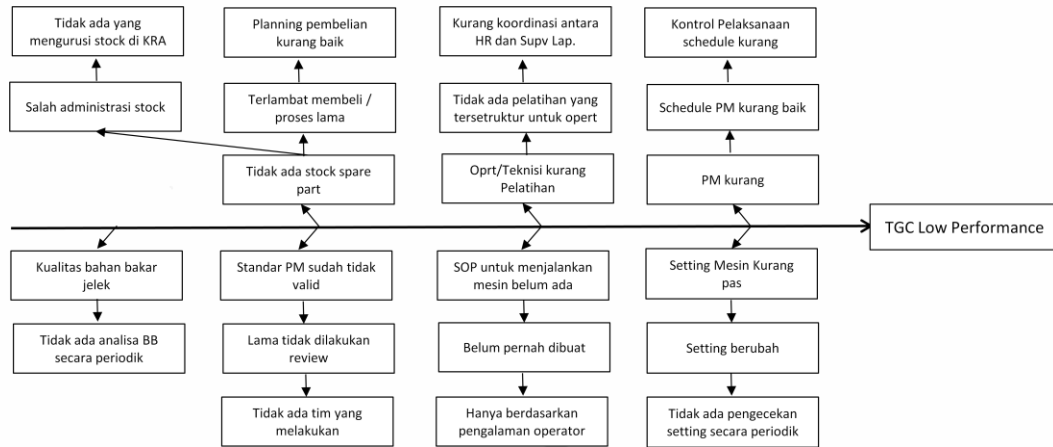 Tidak ada yang
mengurusi stock di KRA
Planning pembelian
kurang baik
Kurang koordinasi antara
HR dan Supv Lap.
Kontrol Pelaksanaan
schedule kurang
Salah administrasi stock
Terlambat membeli /
proses lama
Tidak ada pelatihan yang
tersetruktur untuk opert
Schedule PM kurang baik
Tidak ada stock spare
part
Oprt/Teknisi kurang
Pelatihan
PM kurang
TGC Low Performance
Kualitas bahan bakar
jelek
Standar PM sudah tidak
valid
SOP untuk menjalankan
mesin belum ada
Setting Mesin Kurang
pas
Tidak ada analisa BB
secara periodik
Lama tidak dilakukan
review
Belum pernah dibuat
Setting berubah
Tidak ada tim yang
melakukan
Hanya berdasarkan
pengalaman operator
Tidak ada pengecekan
setting secara periodik